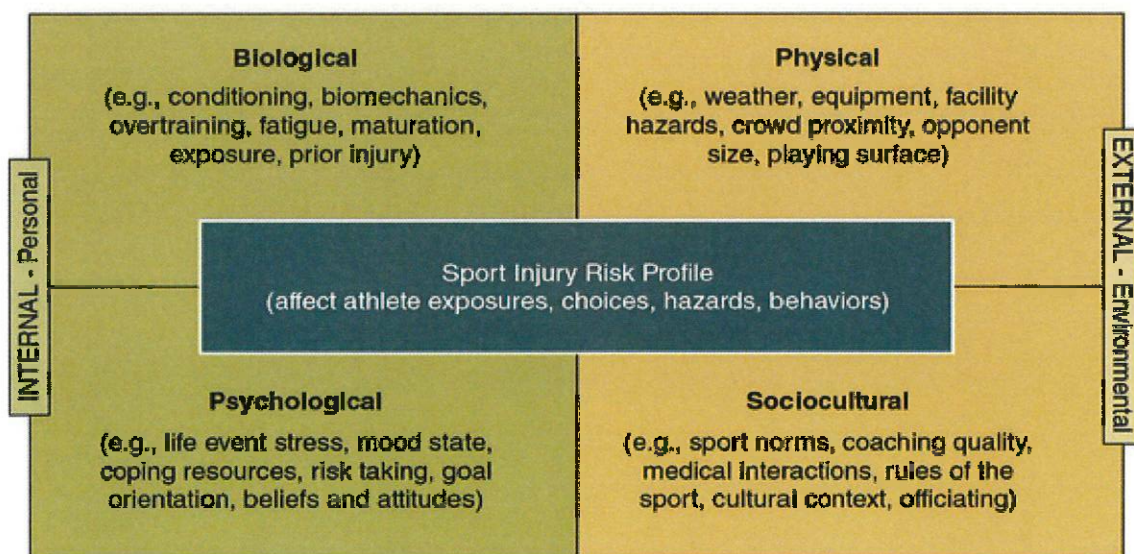 Biological
(e.g., conditioning, biomechanics,
overtraining, fatigue, maturation,
exposure, prior injury)
Physical
(e.g., weather, equipment, facility
hazards, crowd proximity, opponent
size, playing surface)
INTERNAL - Personal
EXTERNAL - Environmental
Sport Injury Risk Profile
(affect athlete exposures, choices, hazards, behaviors)
Psychological
(e.g., life event stress, mood state,
coping resources, risk taking, goal
orientation, beliefs and attitudes)
Sociocultural
(e.g., sport norms, coaching quality,
medical interactions, rules of the
sport, cultural context, officiating)